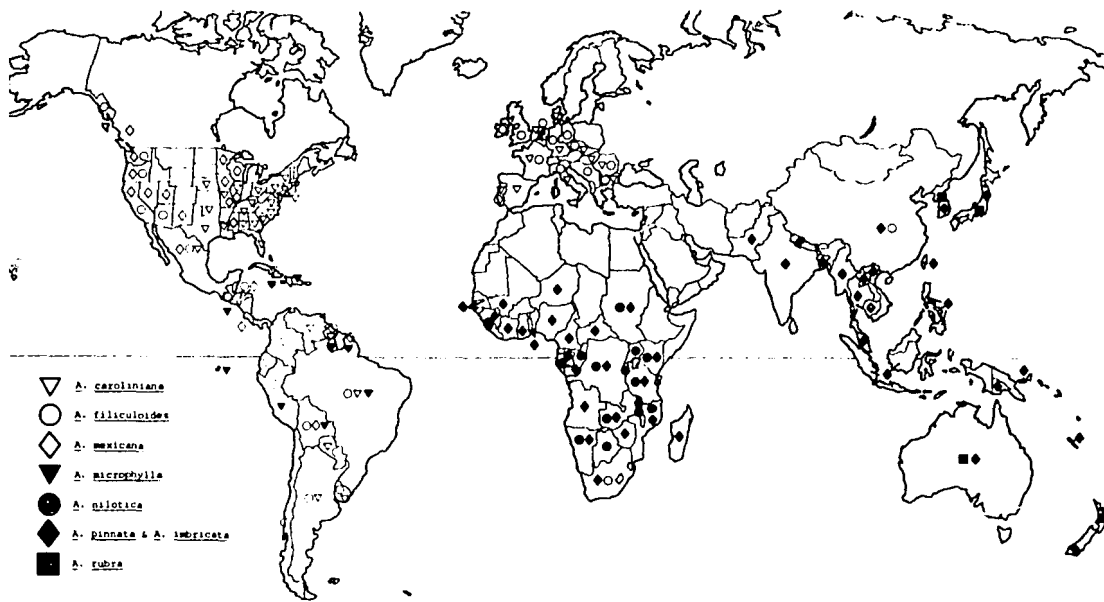 A. caroliniana
A. filiculoides
A. mexicana
A. microphylla
A. nilotica
A. pinnata & A. imbricata
A. rubra